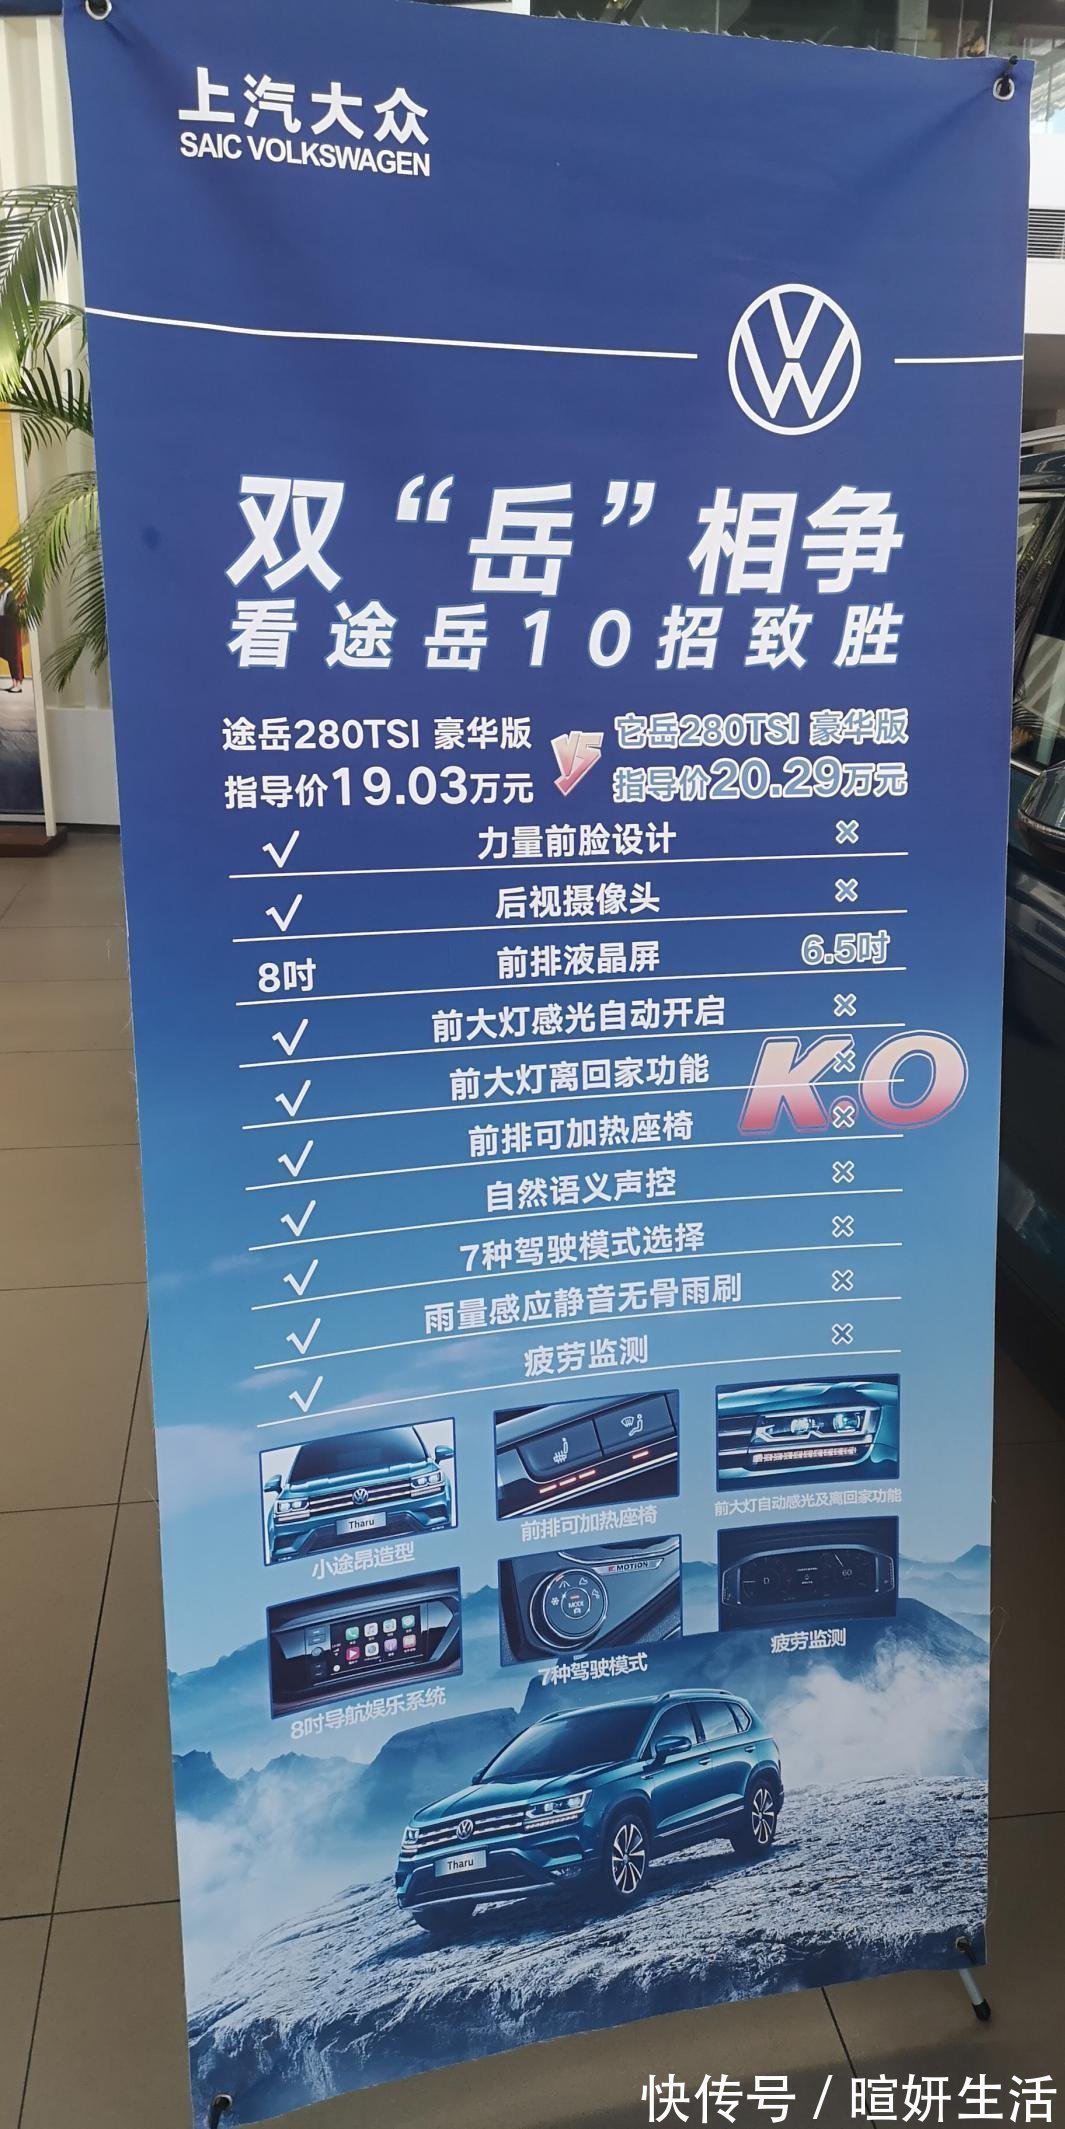 上汽大众
SAIC VOLKSWAGEN
双“岳”相争
看途岳10招致胜
途岳280TSI 豪华版 VS 它岳280TSI 豪华版
指导价19.03万元 指导价20.29万元
√ 力量前脸设计 ×
√ 后视摄像头 ×
8吋 前排液晶屏 6.5吋
√ 前大灯感光自动开启 ×
√ 前大灯离回家功能 ×
K.O
√ 前排可加热座椅 ×
√ 自然语义声控 ×
√ 7种驾驶模式选择 ×
√ 雨量感应静音无骨雨刷 ×
√ 疲劳监测 ×
Tharu
小途昂造型
前排可加热座椅
前大灯自动感光及离回家功能
MOTION
MODE
D
60
8吋导航娱乐系统
7种驾驶模式
疲劳监测
Tharu
快传号 / 暄妍生活